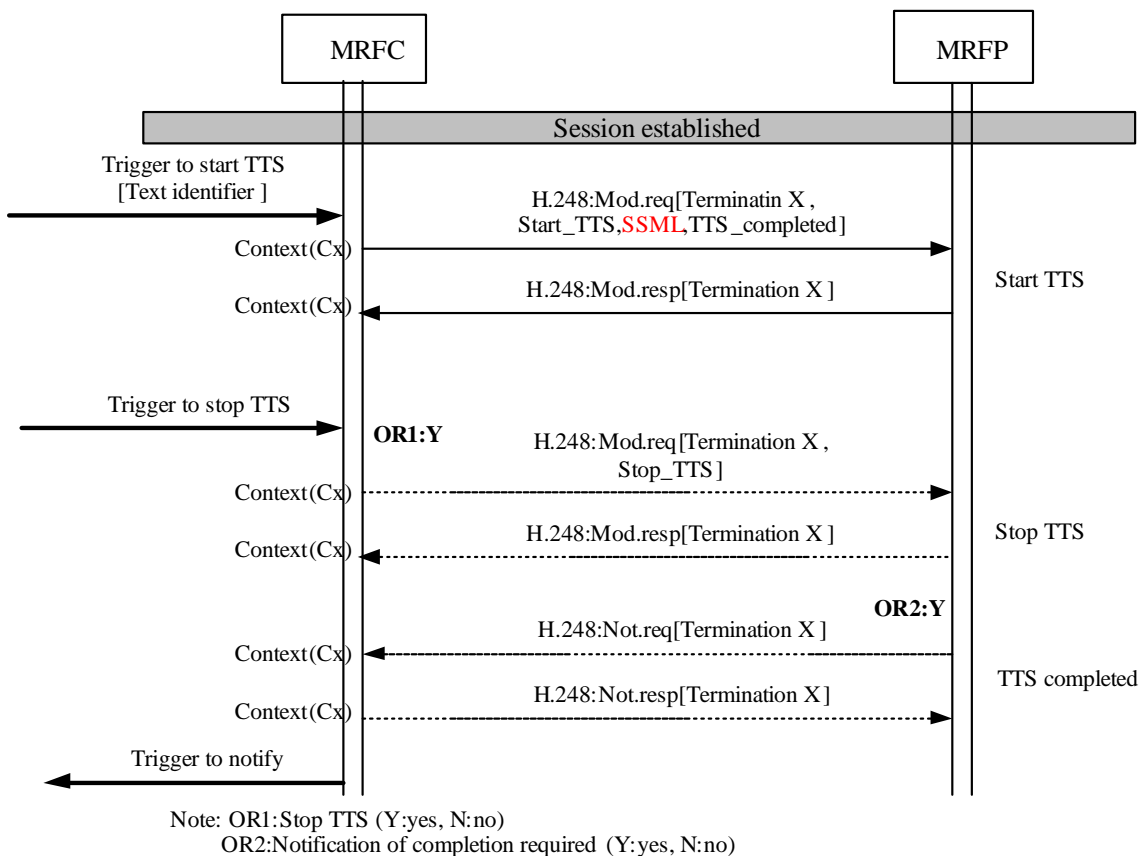 MRFC
MRFP
Session established
Trigger to start TTS
[Text identifier ]
H.248:Mod.req[Terminatin X ,
Start_TTS,SSML,TTS_completed]
Context(Cx)
Start TTS
H.248:Mod.resp[Termination X ]
Context(Cx)
Trigger to stop TTS
OR1:Y
H.248:Mod.req[Termination X ,
Stop_TTS]
Context(Cx)
H.248:Mod.resp[Termination X ]
Stop TTS
Context(Cx)
OR2:Y
H.248:Not.req[Termination X ]
Context(Cx)
TTS completed
H.248:Not.resp[Termination X]
Context(Cx)
Trigger to notify
Note: OR1:Stop TTS (Y:yes, N:no)
OR2:Notification of completion required (Y:yes, N:no)